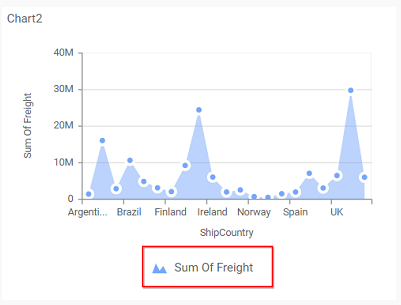 Chart2
40M
30M
20M
10M
0
Sum Of Freight
Argenti... Brazil Finland Ireland Norway Spain UK
ShipCountry
Sum Of Freight